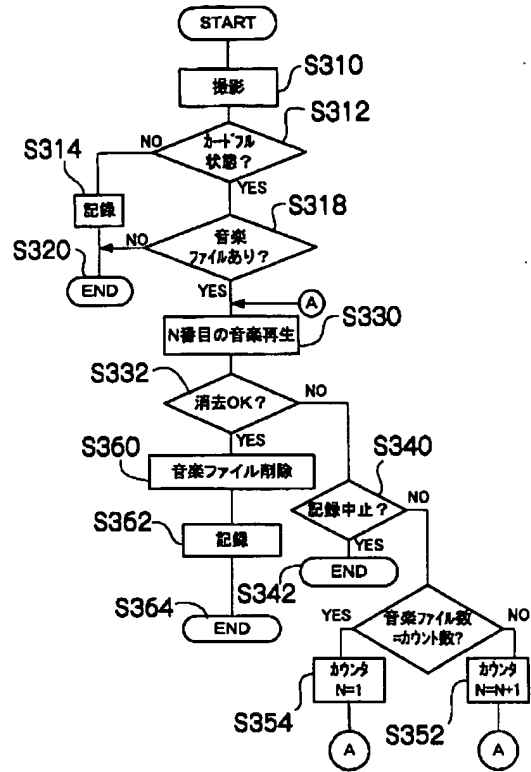 START
S310
撮影
S312
カードフル
状態?
NO
YES
S314
記録
S318
音楽
ファイルあり?
NO
YES
S320
END
A
S330
N番目の音楽再生
S332
消去OK?
NO
YES
S360
音楽ファイル削除
S340
記録中止?
NO
YES
S362
記録
S342
END
S364
END
音楽ファイル数
=カウント数?
YES
NO
カウンタ
N=1
カウンタ
N=N+1
S354
S352
A
A